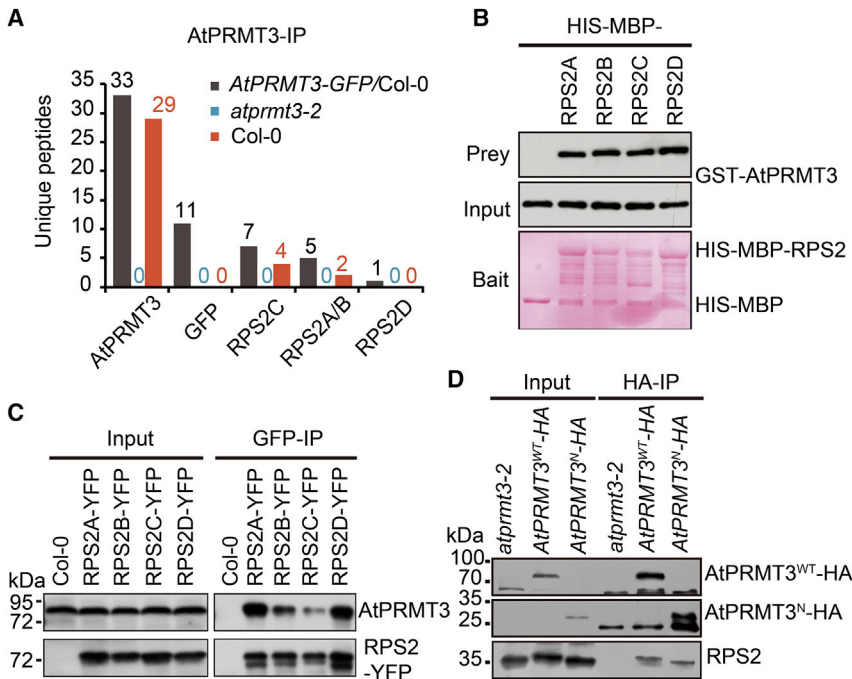 A
AtPRMT3-IP
Unique peptides
35
30
25
20
15
10
5
0
33
0
29
11
0
0
7
0
4
5
0
2
1
0
0
AtPRMT3-GFP/Col-0
atprmt3-2
Col-0
AtPRMT3
GFP
RPS2C
RPS2A/B
RPS2D
B
HIS-MBP-
RPS2A
RPS2B
RPS2C
RPS2D
Prey
Input
GST-AtPRMT3
Bait
HIS-MBP-RPS2
HIS-MBP
C
Input
GFP-IP
Col-0
RPS2A-YFP
RPS2B-YFP
RPS2C-YFP
RPS2D-YFP
Col-0
RPS2A-YFP
RPS2B-YFP
RPS2C-YFP
RPS2D-YFP
kDa
95
72
AtPRMT3
72
RPS2
-YFP
D
Input
HA-IP
atprmt3-2
AtPRMT3WT-HA
AtPRMT3N-HA
atprmt3-2
AtPRMT3WT-HA
AtPRMT3N-HA
kDa
100
70
35
AtPRMT3WT-HA
35
25
AtPRMT3N-HA
35
RPS2